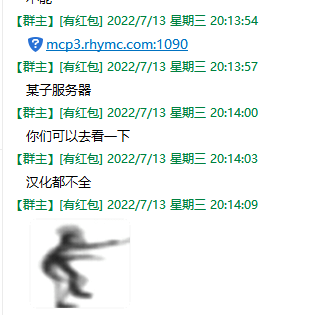 【群主】[有红包] 2022/7/13 星期三 20:13:54
mcp3.rhymc.com:1090
【群主】[有红包] 2022/7/13 星期三 20:13:57
某子服务器
【群主】[有红包] 2022/7/13 星期三 20:14:00
你们可以去看一下
【群主】[有红包] 2022/7/13 星期三 20:14:03
汉化都不全
【群主】[有红包] 2022/7/13 星期三 20:14:09